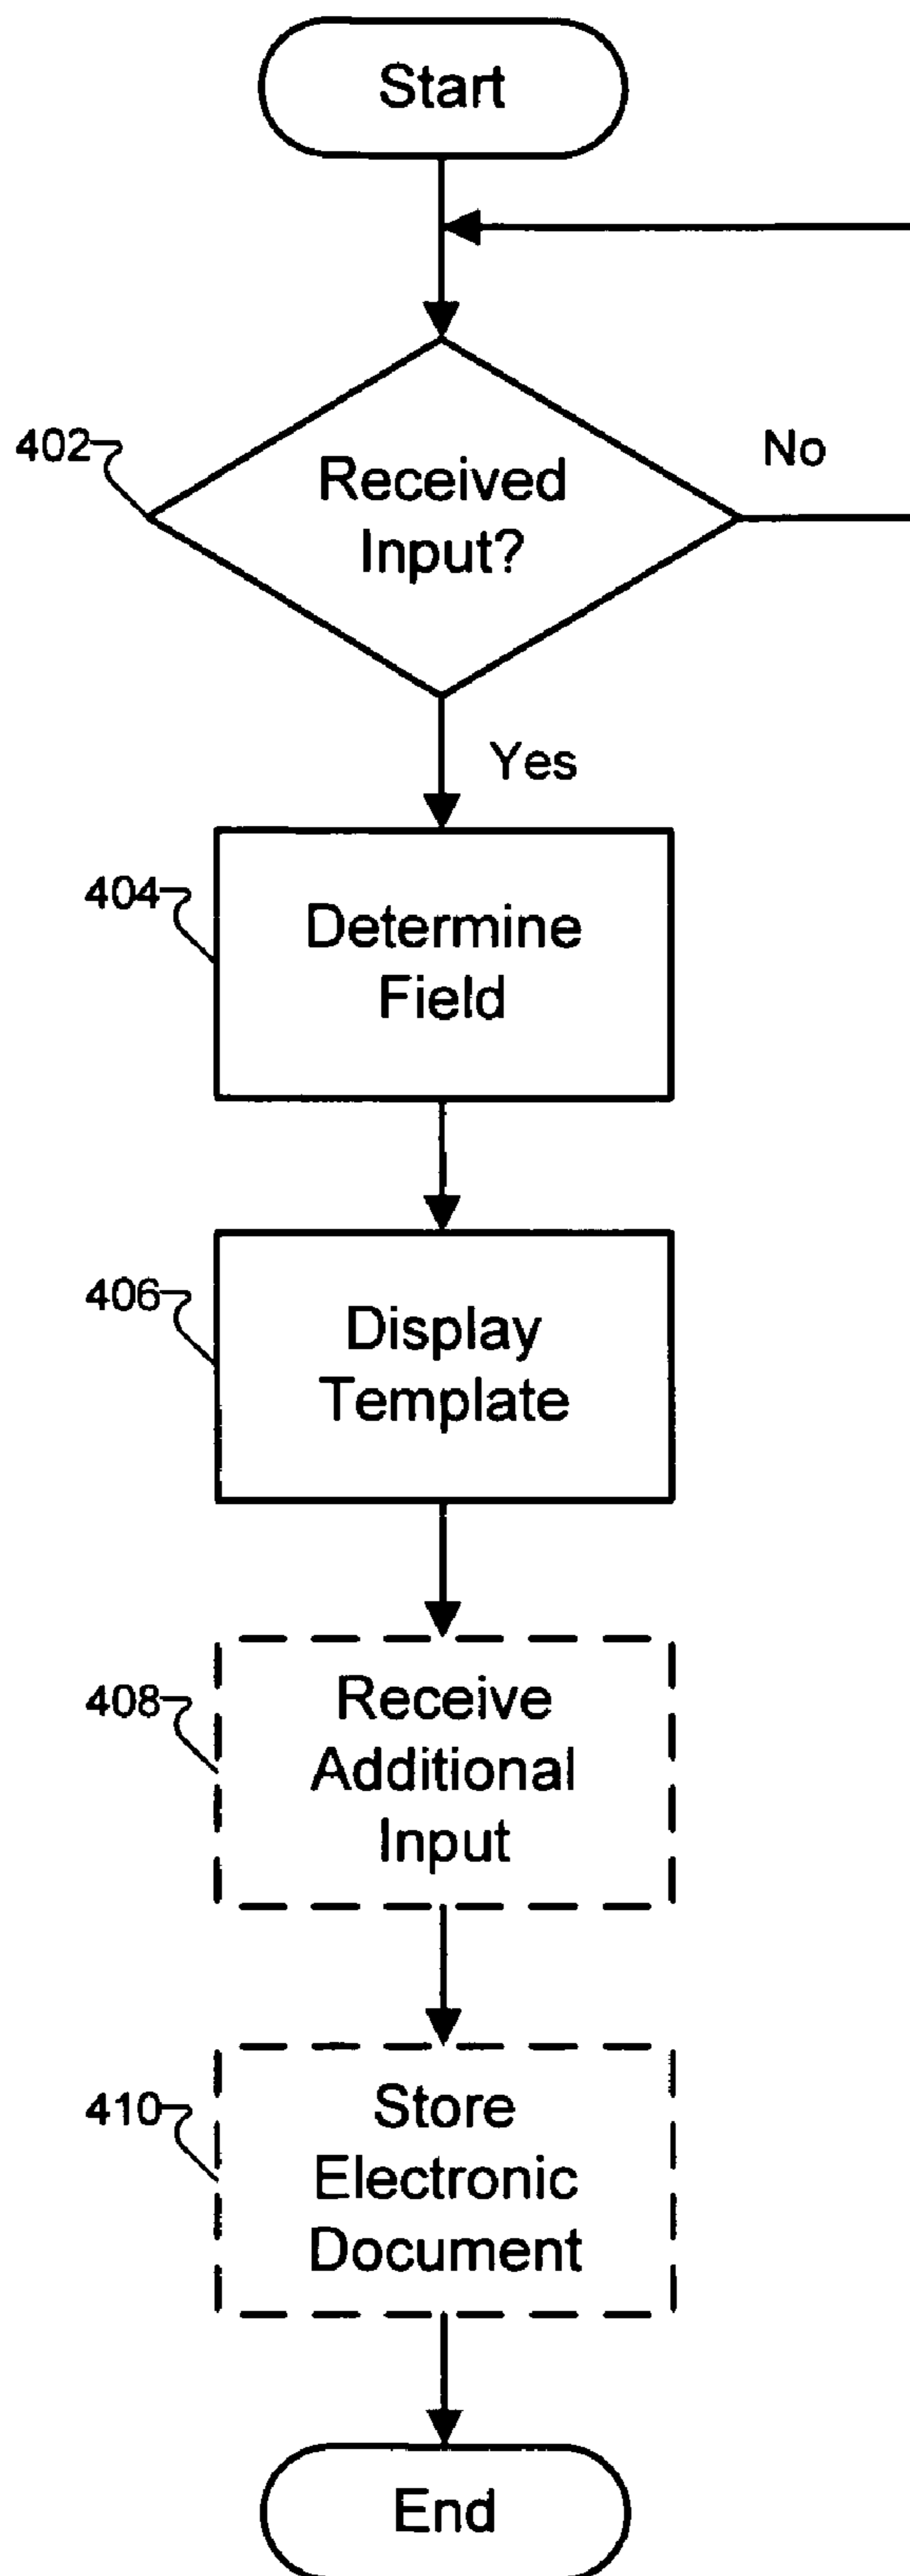 Start
402
Received
Input?
No
Yes
404
Determine
Field
406
Display
Template
408
Receive
Additional
Input
410
Store
Electronic
Document
End